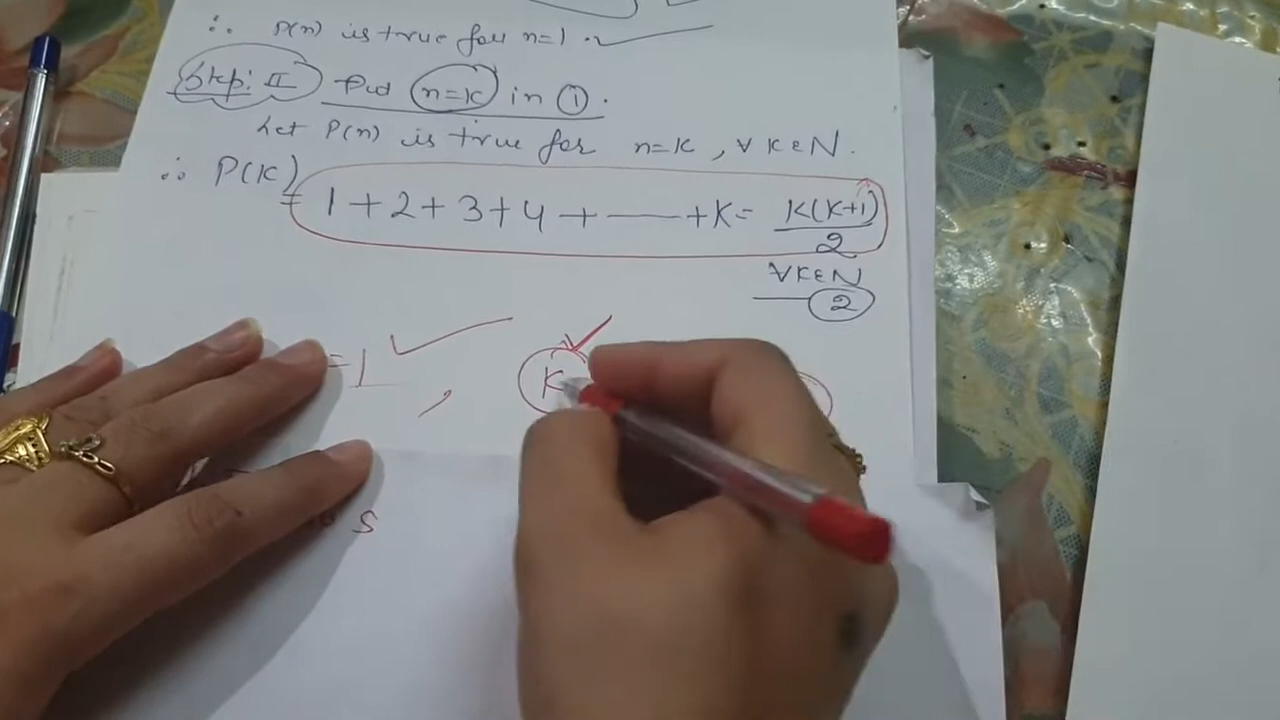 ∴ P(n) is true for n=1.
Step: II Put n=K in ①.
Let P(n) is true for n=K, ∀ K∈N.
∴ P(K) =
1+2+3+4+——+K= K(K+1)/2
∀K∈N
—②
=1 , K
s